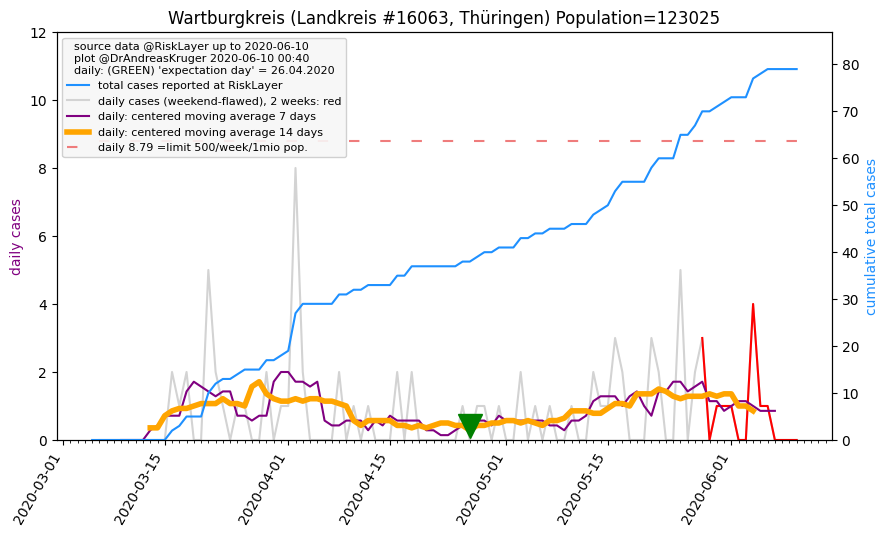 Wartburgkreis (Landkreis #16063, Thüringen) Population=123025
source data @RiskLayer up to 2020-06-10
plot @DrAndreasKruger 2020-06-10 00:40
daily: (GREEN) 'expectation day' = 26.04.2020
total cases reported at RiskLayer
daily cases (weekend-flawed), 2 weeks: red
daily: centered moving average 7 days
daily: centered moving average 14 days
daily 8.79 =limit 500/week/1mio pop.
daily cases
12
10
8
6
4
2
0
80
70
60
50
40
30
20
10
0
cumulative total cases
2020-03-01
2020-03-15
2020-04-01
2020-04-15
2020-05-01
2020-05-15
2020-06-01